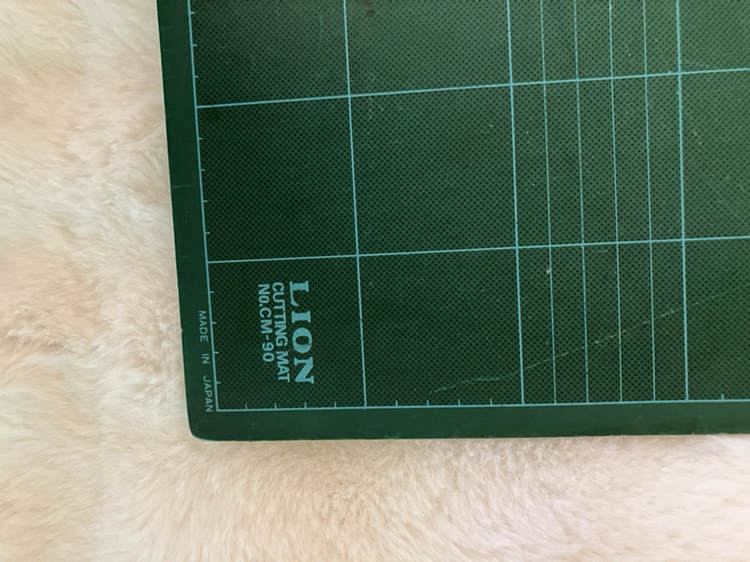 LION
CUTTING MAT
No.CM-90
MADE IN JAPAN